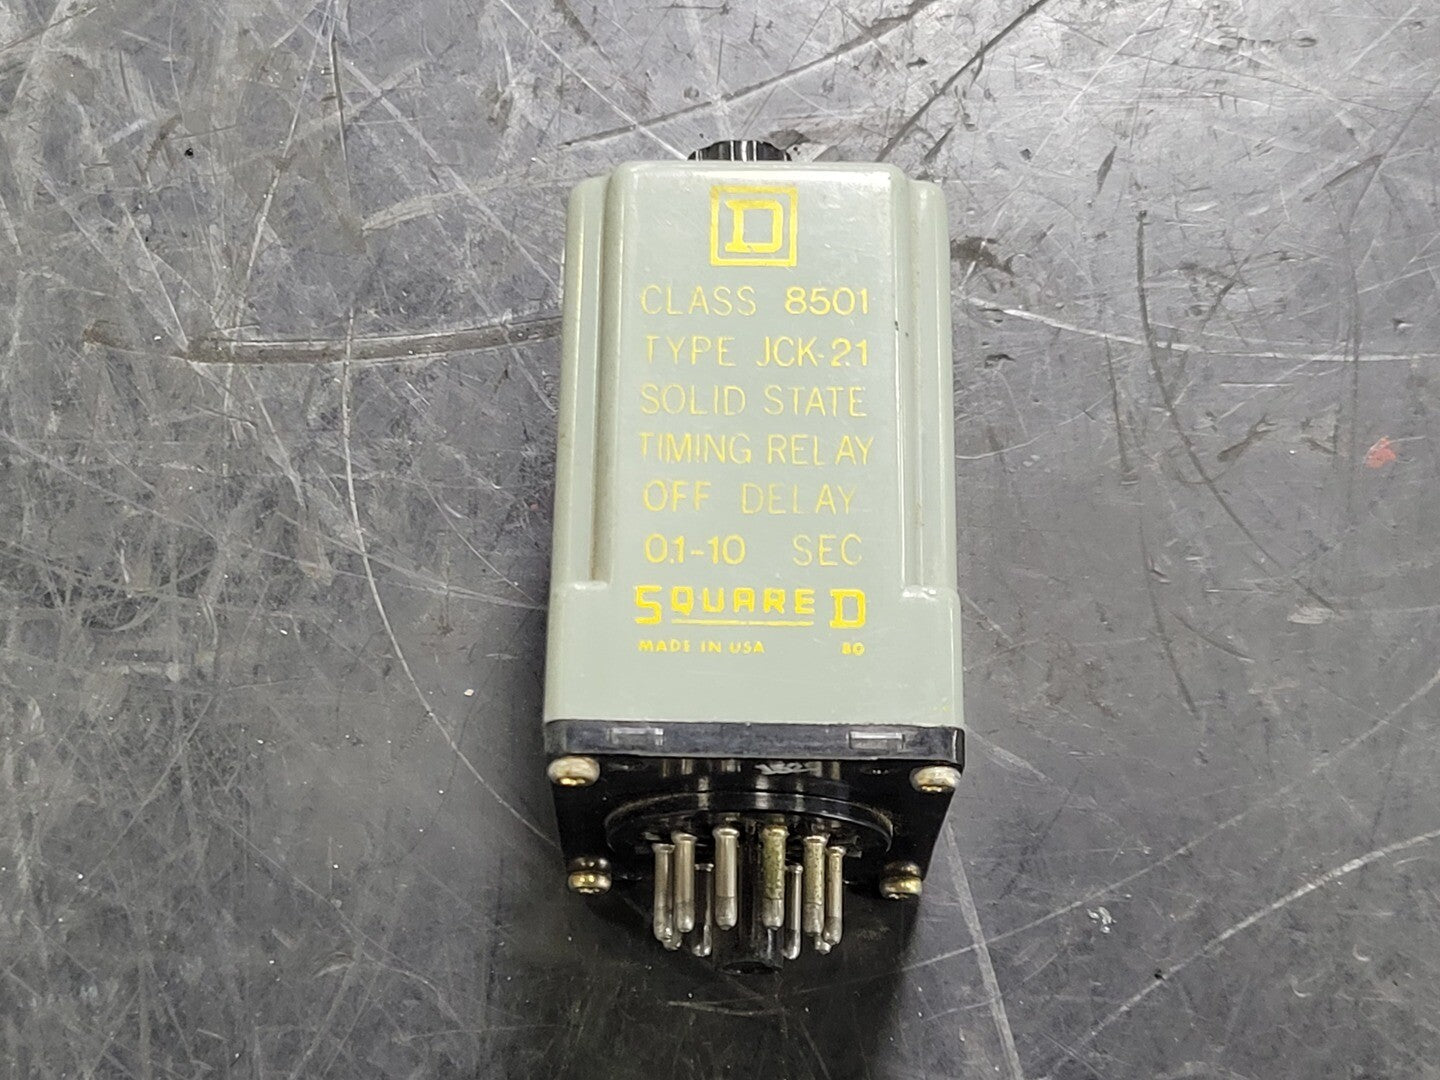 D
CLASS 8501
TYPE JCK-21
SOLID STATE
TIMING RELAY
OFF DELAY
0.1-10 SEC
SQUARE D
MADE IN USA 80